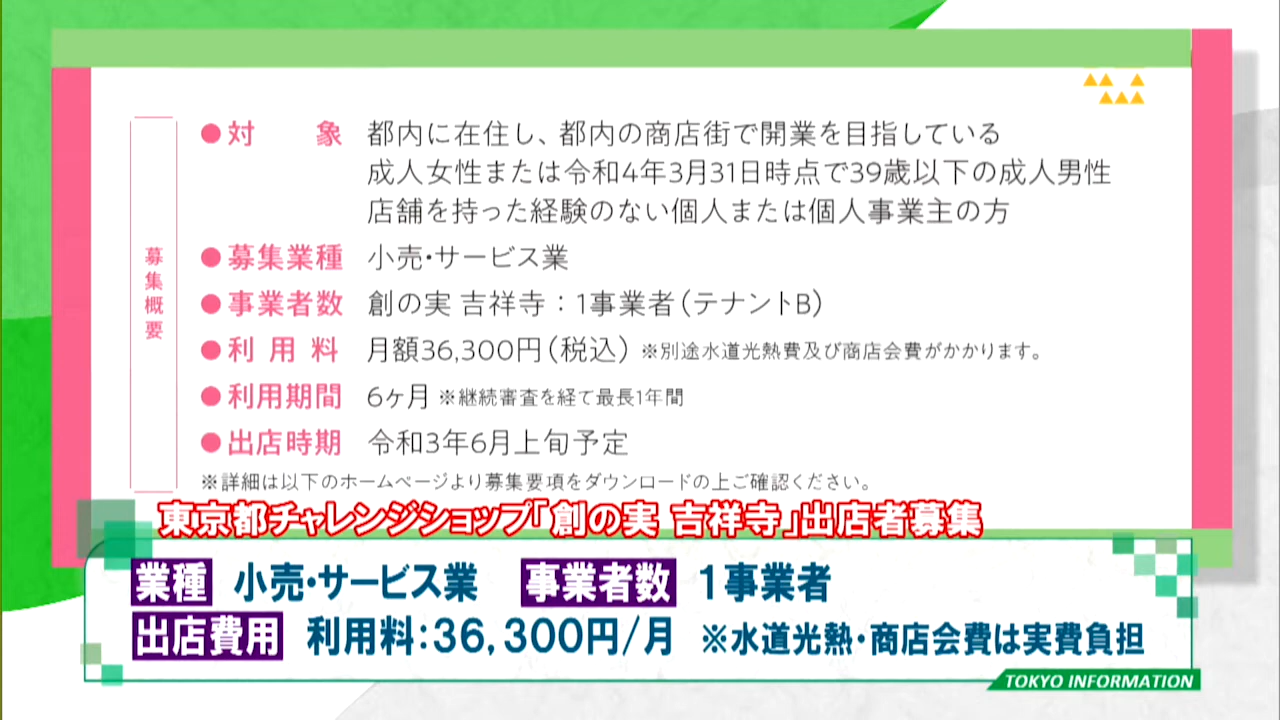 募集概要
●対象 都内に在住し、都内の商店街で開業を目指している
成人女性または令和4年3月31日時点で39歳以下の成人男性
店舗を持った経験のない個人または個人事業主の方
●募集業種 小売・サービス業
●事業者数 創の実 吉祥寺：1事業者（テナントB）
●利用料 月額36,300円（税込）※別途水道光熱費及び商店会費がかかります。
●利用期間 6ヶ月 ※継続審査を経て最長1年間
●出店時期 令和3年6月上旬予定
※詳細は以下のホームページより募集要項をダウンロードの上ご確認ください。
東京都チャレンジショップ「創の実 吉祥寺」出店者募集
業種 小売・サービス業 事業者数 1事業者
出店費用 利用料：36,300円/月 ※水道光熱・商店会費は実費負担
TOKYO INFORMATION